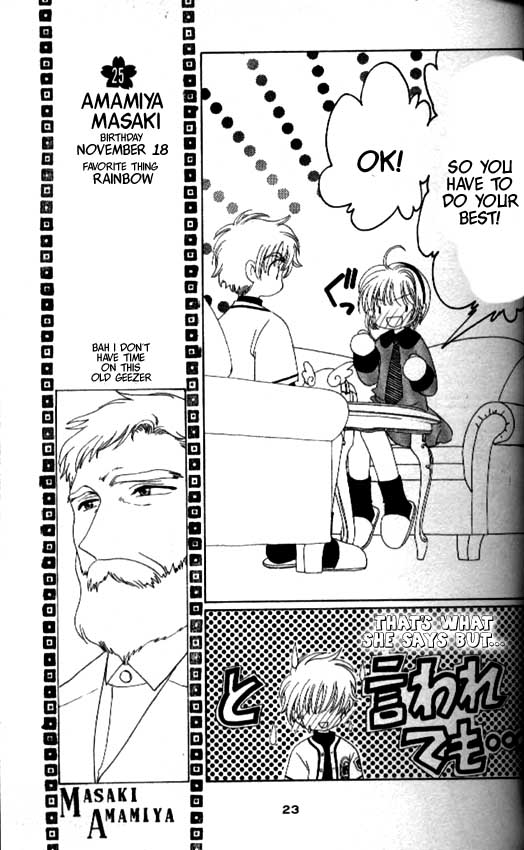 25
AMAMIYA
MASAKI
BIRTHDAY
NOVEMBER 18
FAVORITE THING
RAINBOW
BAH I DON'T
HAVE TIME
ON THIS
OLD GEEZER
MASAKI
AMAMIYA
SO YOU
HAVE TO
DO YOUR
BEST!
OK!
ぐっ
THAT'S WHAT
SHE SAYS BUT...
と
言われ
ても…
23